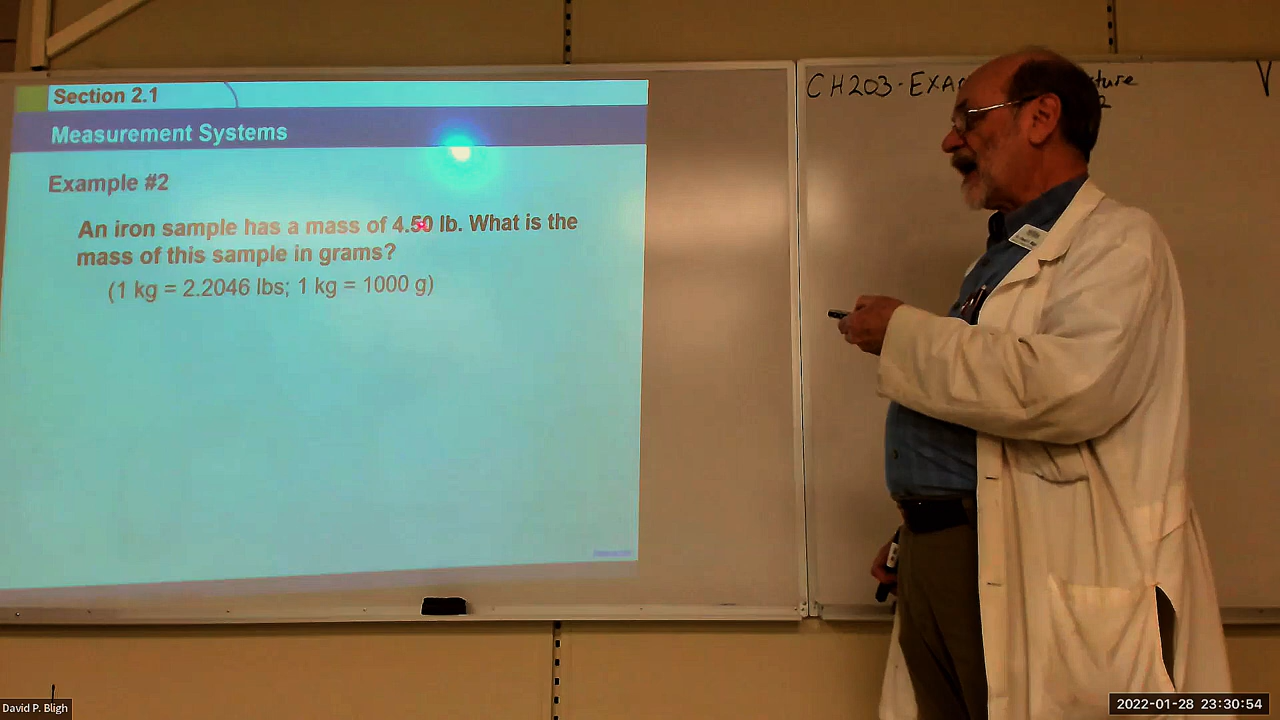 Section 2.1
Measurement Systems
Example #2
An iron sample has a mass of 4.50 lb. What is the
mass of this sample in grams?
(1 kg = 2.2046 lbs; 1 kg = 1000 g)
CH203-EXA
ture
2
V
David P. Bligh
2022-01-28 23:30:54